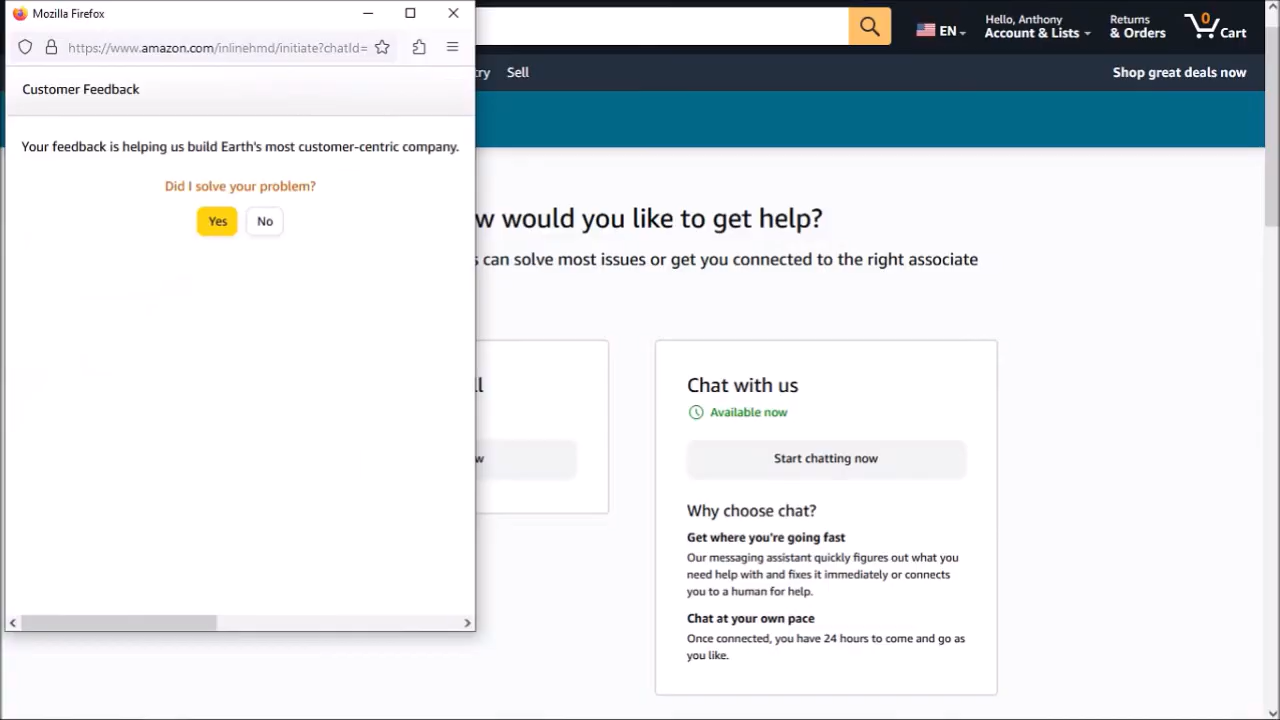 Mozilla Firefox
https://www.amazon.com/inlinehmd/initiate?chatId=
Customer Feedback
Your feedback is helping us build Earth's most customer-centric company.
Did I solve your problem?
Yes
No
EN
Hello, Anthony
Account & Lists
Returns
& Orders
0
Cart
Sell
Shop great deals now
would you like to get help?
can solve most issues or get you connected to the right associate
Chat with us
Available now
Start chatting now
Why choose chat?
Get where you're going fast
Our messaging assistant quickly figures out what you
need help with and fixes it immediately or connects
you to a human for help.
Chat at your own pace
Once connected, you have 24 hours to come and go as
you like.